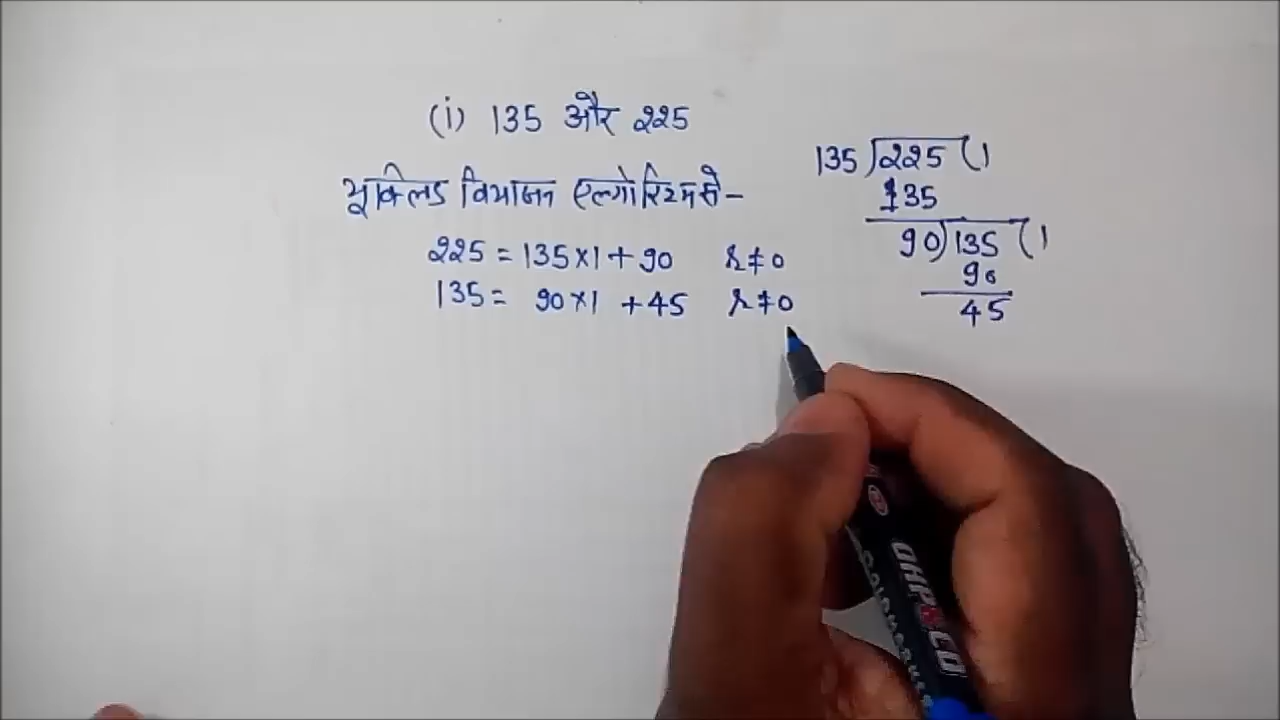 (i) 135 और 225
यूक्लिड विभाजन एल्गोरिथ्म से-
225 = 135×1 + 90 r≠0
135 = 90×1 + 45 r≠0
135)225(1
135
90)135(1
90
45